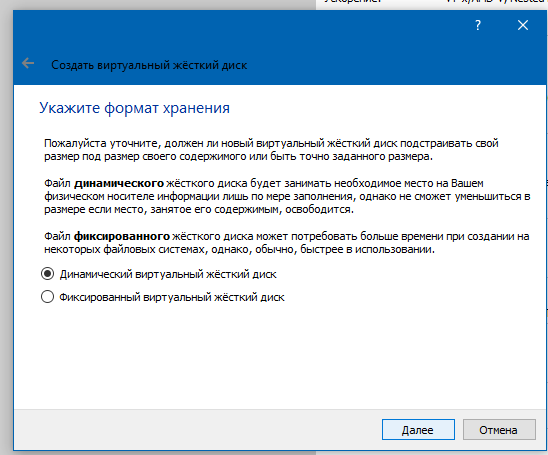 ?
Создать виртуальный жёсткий диск
Укажите формат хранения
Пожалуйста уточните, должен ли новый виртуальный жёсткий диск подстраивать свой
размер под размер своего содержимого или быть точно заданного размера.
Файл динамического жёсткого диска будет занимать необходимое место на Вашем
физическом носителе информации лишь по мере заполнения, однако не сможет уменьшиться в
размере если место, занятое его содержимым, освободится.
Файл фиксированного жёсткого диска может потребовать больше времени при создании на
некоторых файловых системах, однако, обычно, быстрее в использовании.
Динамический виртуальный жёсткий диск
Фиксированный виртуальный жёсткий диск
Далее Отмена